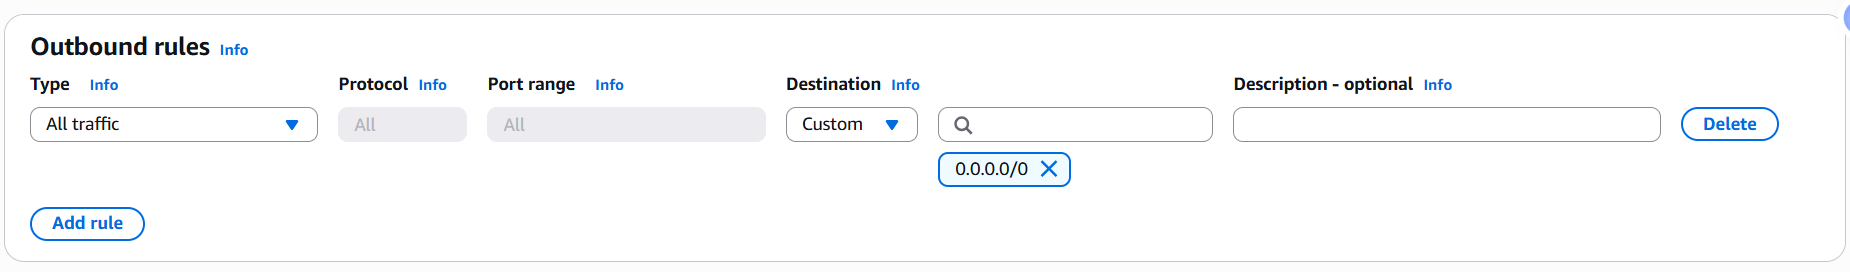 Outbound rules Info
Type Info Protocol Info Port range Info Destination Info Description - optional Info
All traffic All All Custom Delete
0.0.0.0/0
Add rule